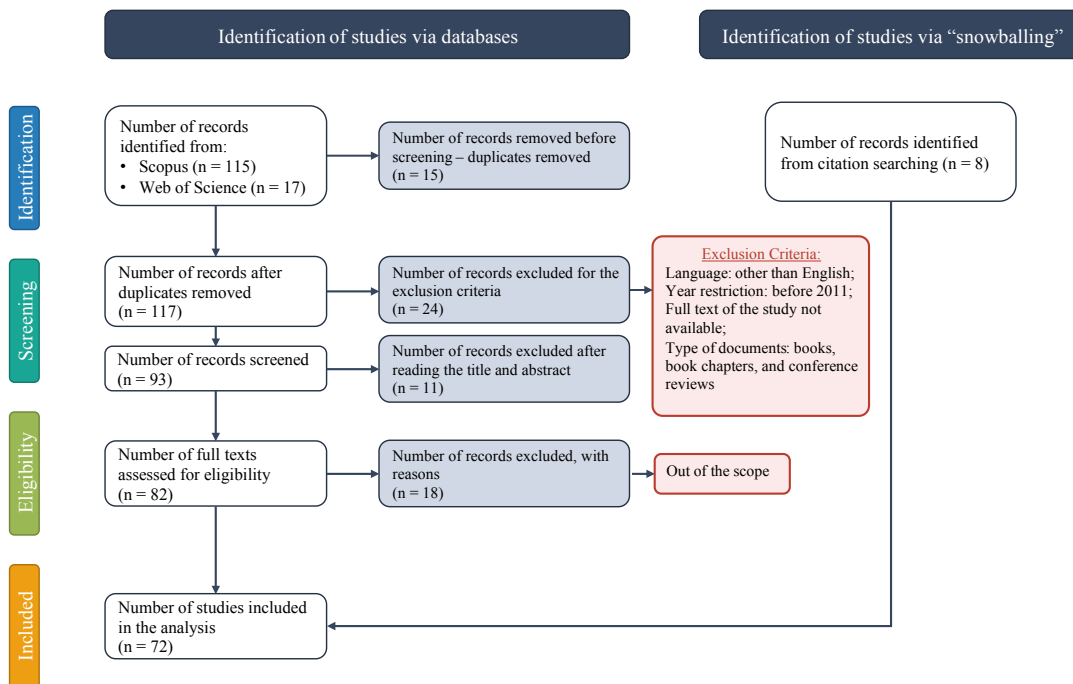 Identification of studies via databases
Identification of studies via “snowballing”
Identification
Number of records
identified from:
• Scopus (n = 115)
• Web of Science (n = 17)
Number of records removed before
screening – duplicates removed
(n = 15)
Number of records identified
from citation searching (n = 8)
Screening
Number of records after
duplicates removed
(n = 117)
Number of records excluded for the
exclusion criteria
(n = 24)
Exclusion Criteria:
Language: other than English;
Year restriction: before 2011;
Full text of the study not
available;
Type of documents: books,
book chapters, and conference
reviews
Number of records screened
(n = 93)
Number of records excluded after
reading the title and abstract
(n = 11)
Eligibility
Number of full texts
assessed for eligibility
(n = 82)
Number of records excluded, with
reasons
(n = 18)
Out of the scope
Included
Number of studies included
in the analysis
(n = 72)